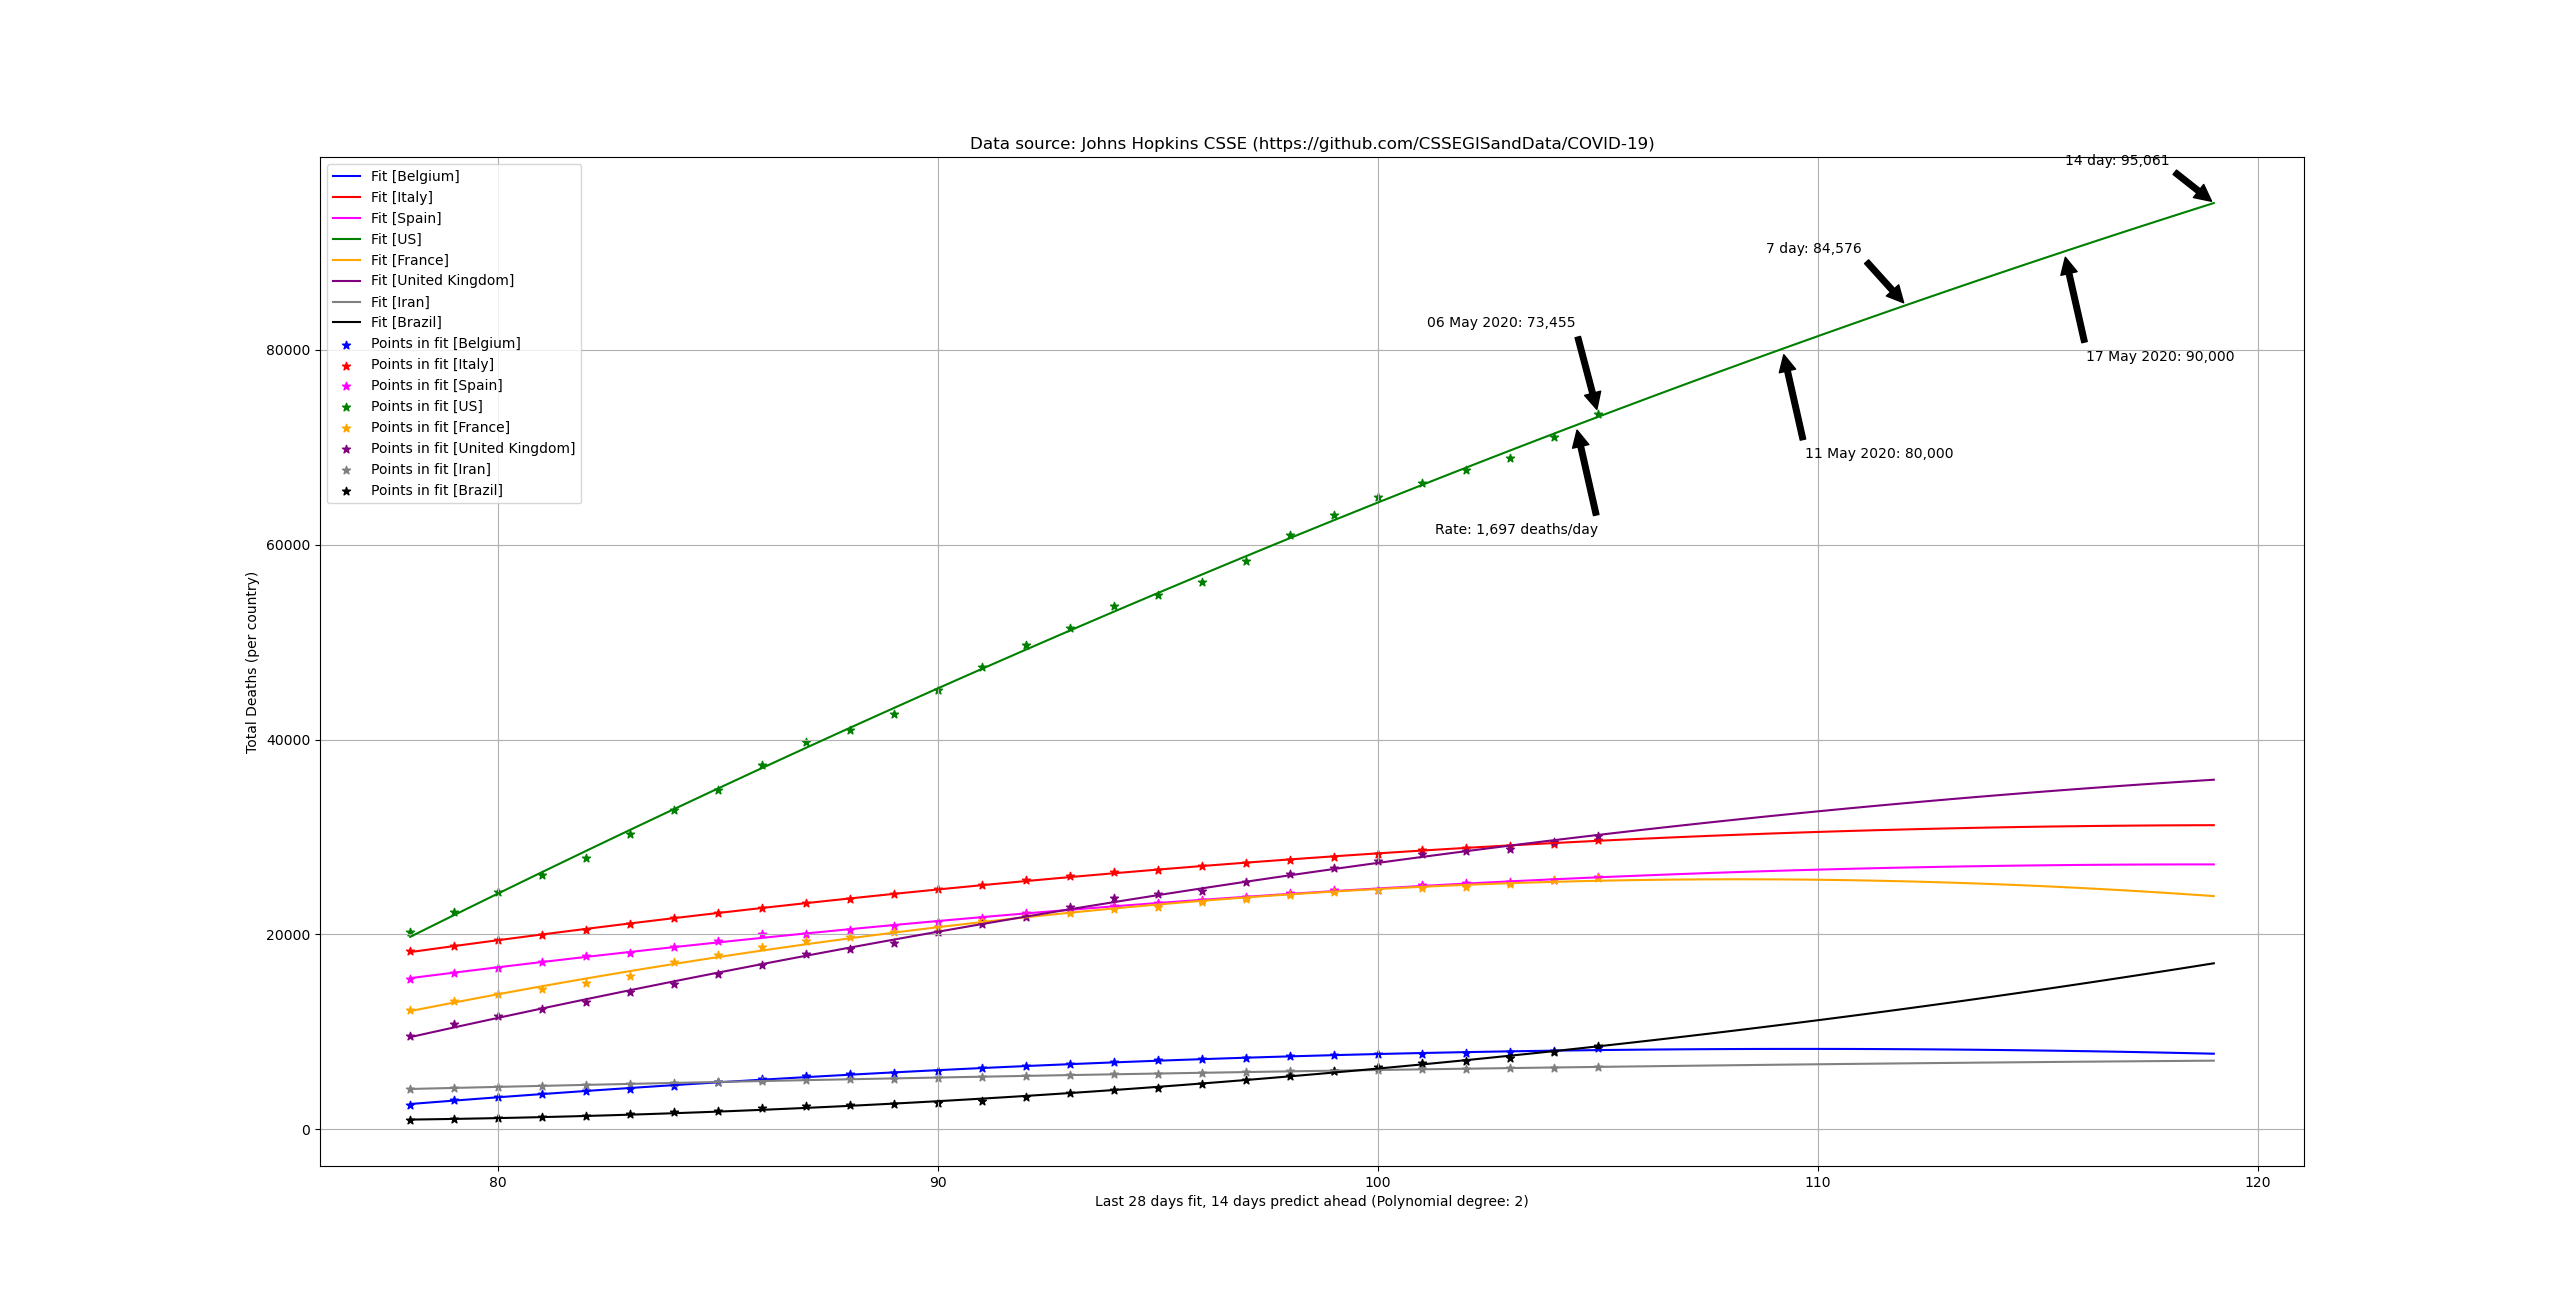 Data source: Johns Hopkins CSSE (https://github.com/CSSEGISandData/COVID-19)
Fit [Belgium]
Fit [Italy]
Fit [Spain]
Fit [US]
Fit [France]
Fit [United Kingdom]
Fit [Iran]
Fit [Brazil]
Points in fit [Belgium]
Points in fit [Italy]
Points in fit [Spain]
Points in fit [US]
Points in fit [France]
Points in fit [United Kingdom]
Points in fit [Iran]
Points in fit [Brazil]
14 day: 95,061
7 day: 84,576
06 May 2020: 73,455
17 May 2020: 90,000
11 May 2020: 80,000
Rate: 1,697 deaths/day
Total Deaths (per country)
80000
60000
40000
20000
0
80 90 100 110 120
Last 28 days fit, 14 days predict ahead (Polynomial degree: 2)